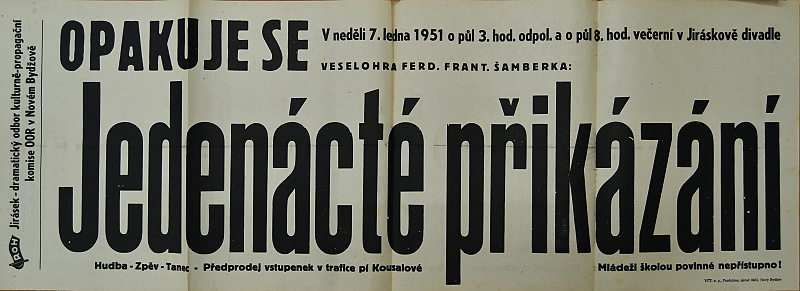 Jirásek - dramatický odbor kulturně-propagační
komise OOR v Novém Bydžově
OPAKUJE SE
V neděli 7. ledna 1951 o půl 3. hod. odpol. a o půl 8. hod. večerní v Jiráskově divadle
VESELOHRA FERD. FRANT. ŠAMBERKA:
Jedenácté přikázání
Hudba - Zpěv - Tanec - Předprodej vstupenek v trafice pí Kousalové
Mládeži školou povinné nepřístupno!